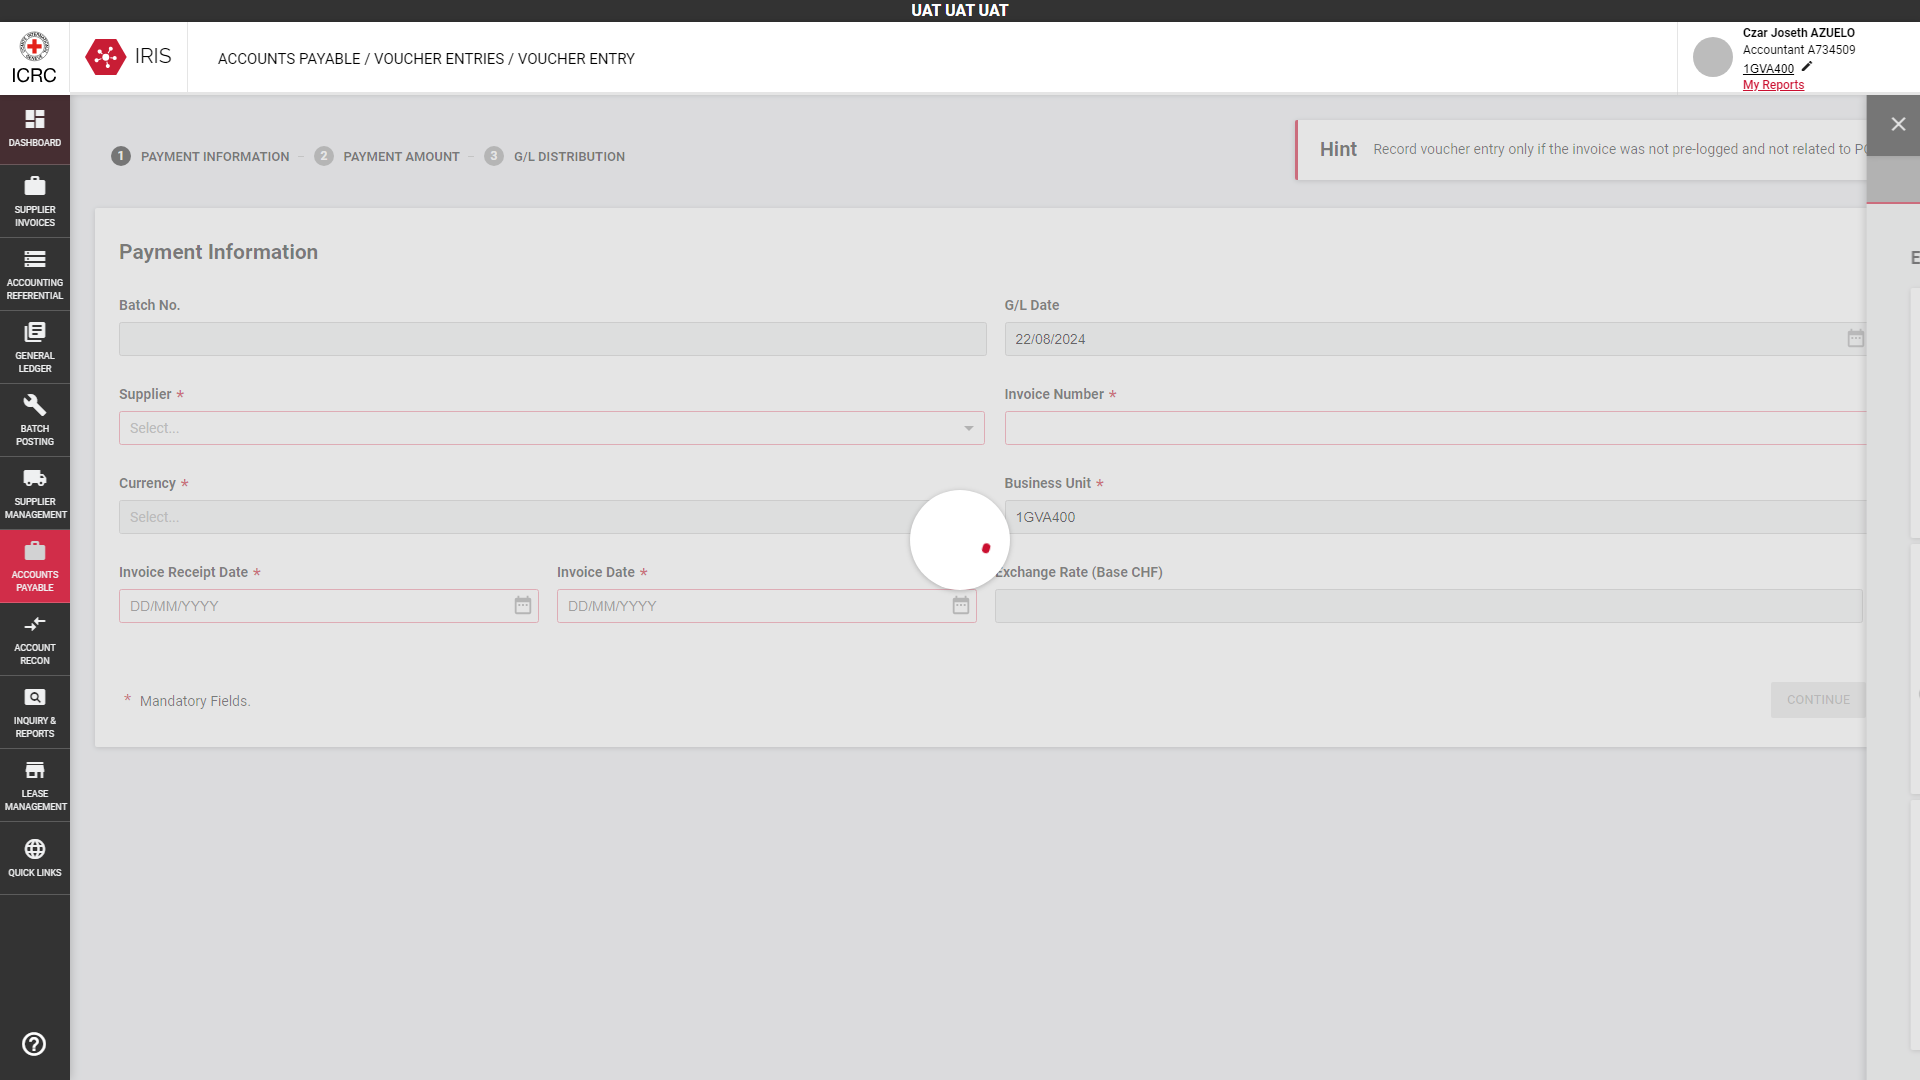 UAT UAT UAT
ICRC
IRIS
ACCOUNTS PAYABLE / VOUCHER ENTRIES / VOUCHER ENTRY
Czar Joseth AZUELO
Accountant A734509
1GVA400
My Reports
DASHBOARD
SUPPLIER
INVOICES
ACCOUNTING
REFERENTIAL
GENERAL
LEDGER
BATCH
POSTING
SUPPLIER
MANAGEMENT
ACCOUNTS
PAYABLE
ACCOUNT
RECON
INQUIRY &
REPORTS
LEASE
MANAGEMENT
QUICK LINKS
1 PAYMENT INFORMATION
2 PAYMENT AMOUNT
3 G/L DISTRIBUTION
Hint Record voucher entry only if the invoice was not pre-logged and not related to
Payment Information
Batch No.
G/L Date
22/08/2024
Supplier *
Select...
Invoice Number *
Currency *
Select...
Business Unit *
1GVA400
Invoice Receipt Date *
DD/MM/YYYY
Invoice Date *
DD/MM/YYYY
Exchange Rate (Base CHF)
* Mandatory Fields.
CONTINUE